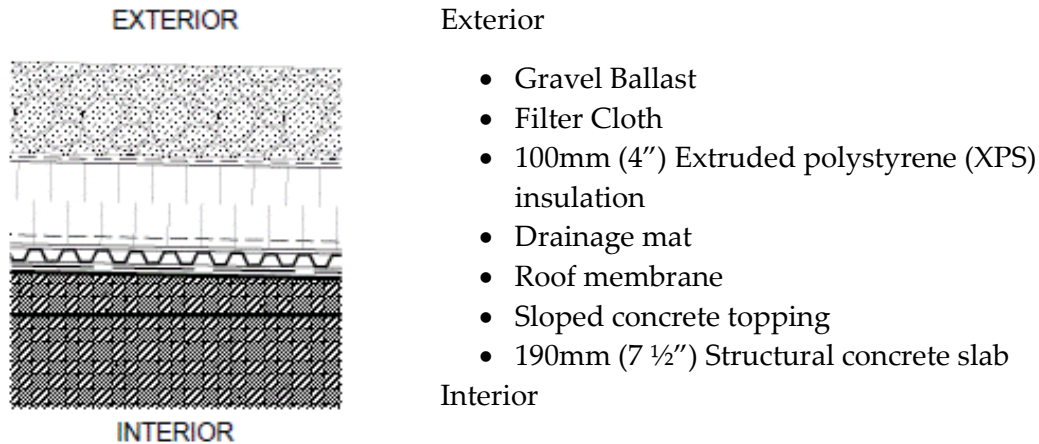 EXTERIOR
INTERIOR
Exterior
• Gravel Ballast
• Filter Cloth
• 100mm (4”) Extruded polystyrene (XPS)
insulation
• Drainage mat
• Roof membrane
• Sloped concrete topping
• 190mm (7 ½”) Structural concrete slab
Interior